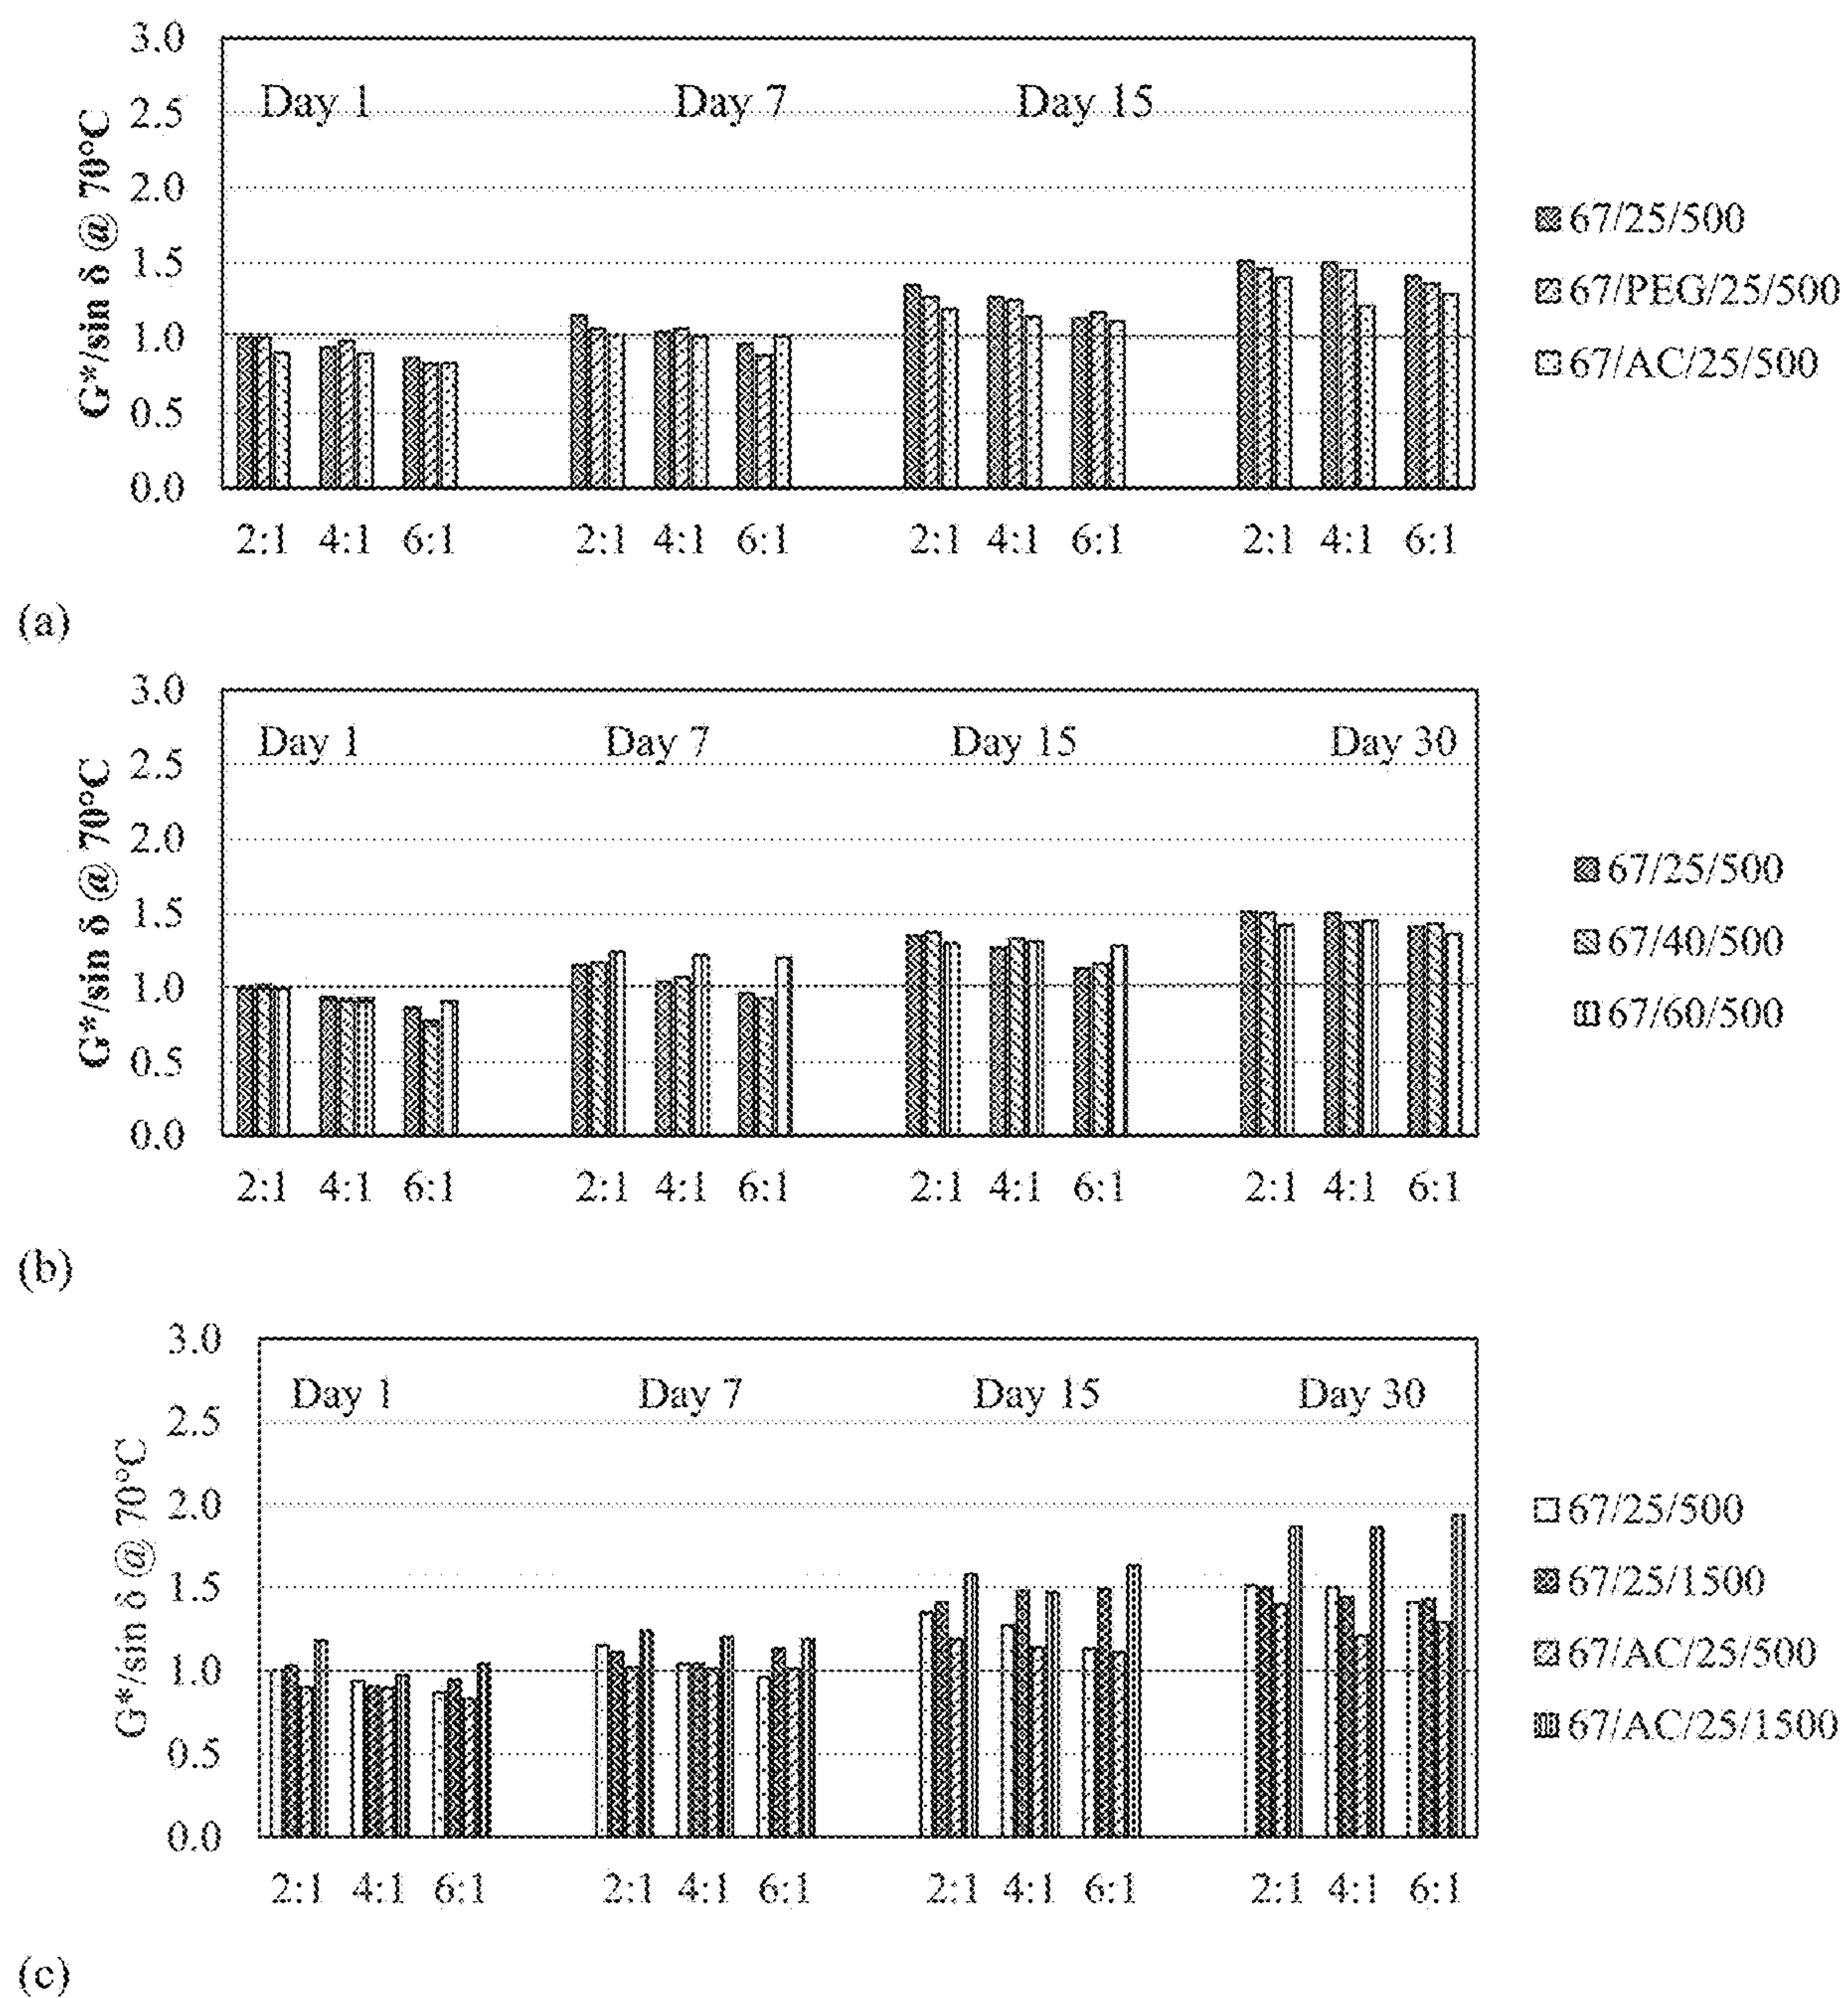 3.0
Day 1 Day 7 Day 15
2.5
2.0
1.5
1.0
0.5
0.0
G*/sin δ @ 70°C
67/25/500
67/PEG/25/500
67/AC/25/500
2:1 4:1 6:1 2:1 4:1 6:1 2:1 4:1 6:1 2:1 4:1 6:1
(a)
3.0
Day 1 Day 7 Day 15 Day 30
2.5
2.0
1.5
1.0
0.5
0.0
G*/sin δ @ 70°C
67/25/500
67/40/500
67/60/500
2:1 4:1 6:1 2:1 4:1 6:1 2:1 4:1 6:1 2:1 4:1 6:1
(b)
3.0
Day 1 Day 7 Day 15 Day 30
2.5
2.0
1.5
1.0
0.5
0.0
G*/sin δ @ 70°C
67/25/500
67/25/1500
67/AC/25/500
67/AC/25/1500
2:1 4:1 6:1 2:1 4:1 6:1 2:1 4:1 6:1 2:1 4:1 6:1
(c)